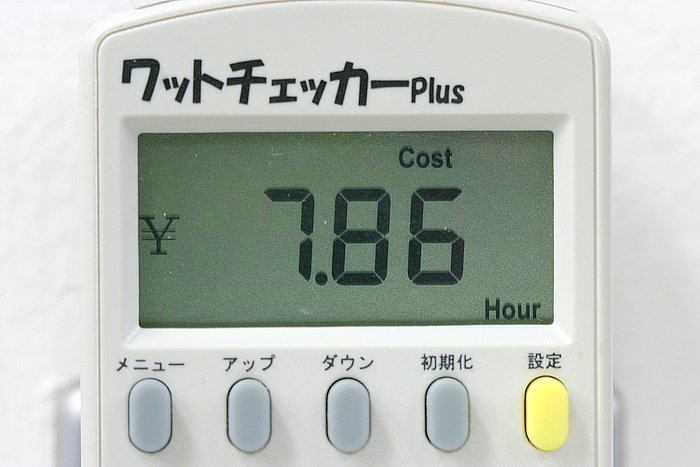 ワットチェッカーPlus
Cost
¥ 7.86
Hour
メニュー アップ ダウン 初期化 設定